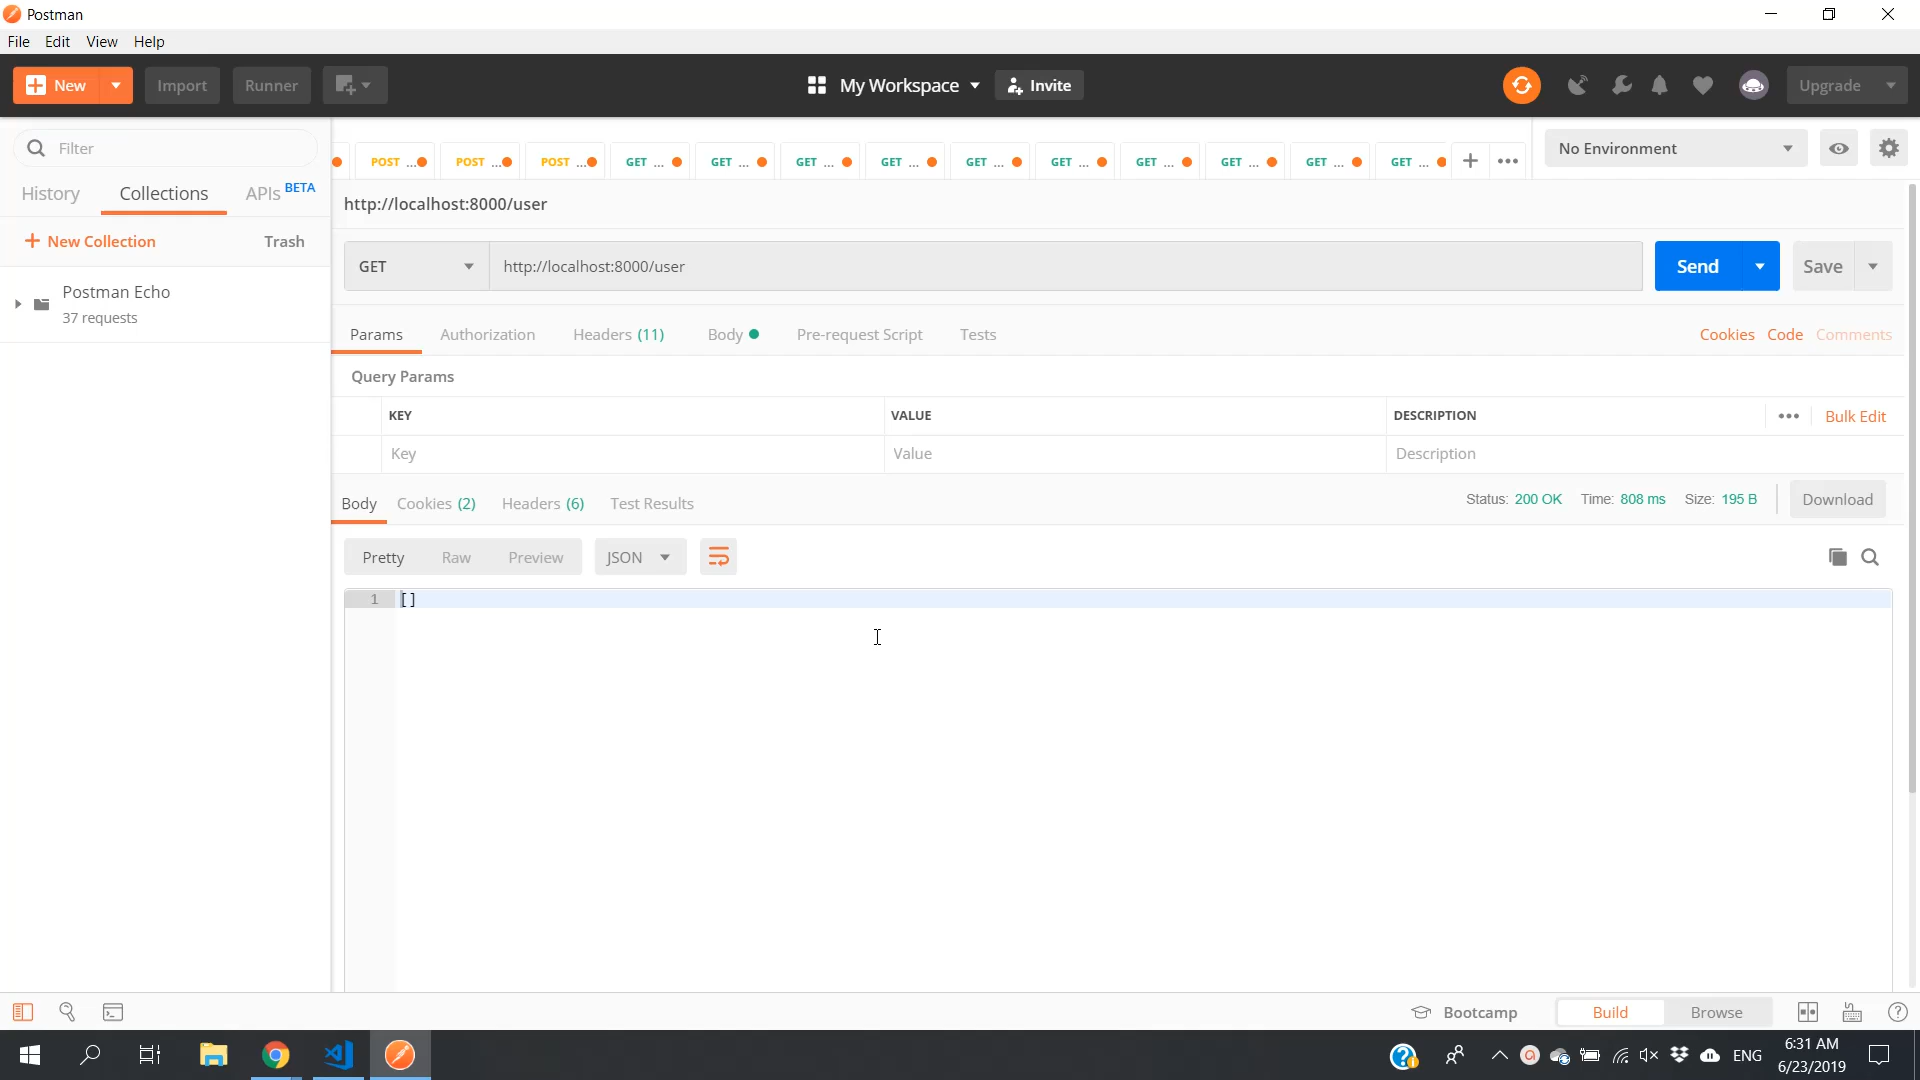 Postman
File Edit View Help
New Import Runner My Workspace Invite Upgrade
Filter
POST ... POST ... POST ... GET ... GET ... GET ... GET ... GET ... GET ... GET ... GET ... GET ... GET ... + •••
No Environment
History Collections APIs BETA
http://localhost:8000/user
+ New Collection Trash
GET http://localhost:8000/user Send Save
Postman Echo
37 requests
Params Authorization Headers (11) Body Pre-request Script Tests Cookies Code Comments
Query Params
KEY VALUE DESCRIPTION ••• Bulk Edit
Key Value Description
Body Cookies (2) Headers (6) Test Results Status: 200 OK Time: 808 ms Size: 195 B Download
Pretty Raw Preview JSON
1 []
Bootcamp Build Browse
ENG
6:31 AM
6/23/2019